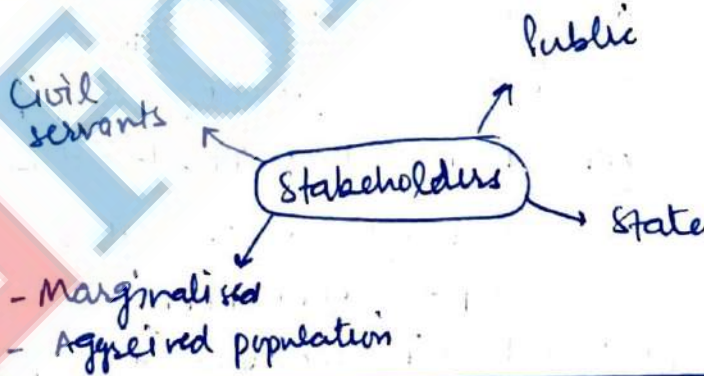 Public
Civil
servants
Stakeholders
State
- Marginalised
- Aggreived population